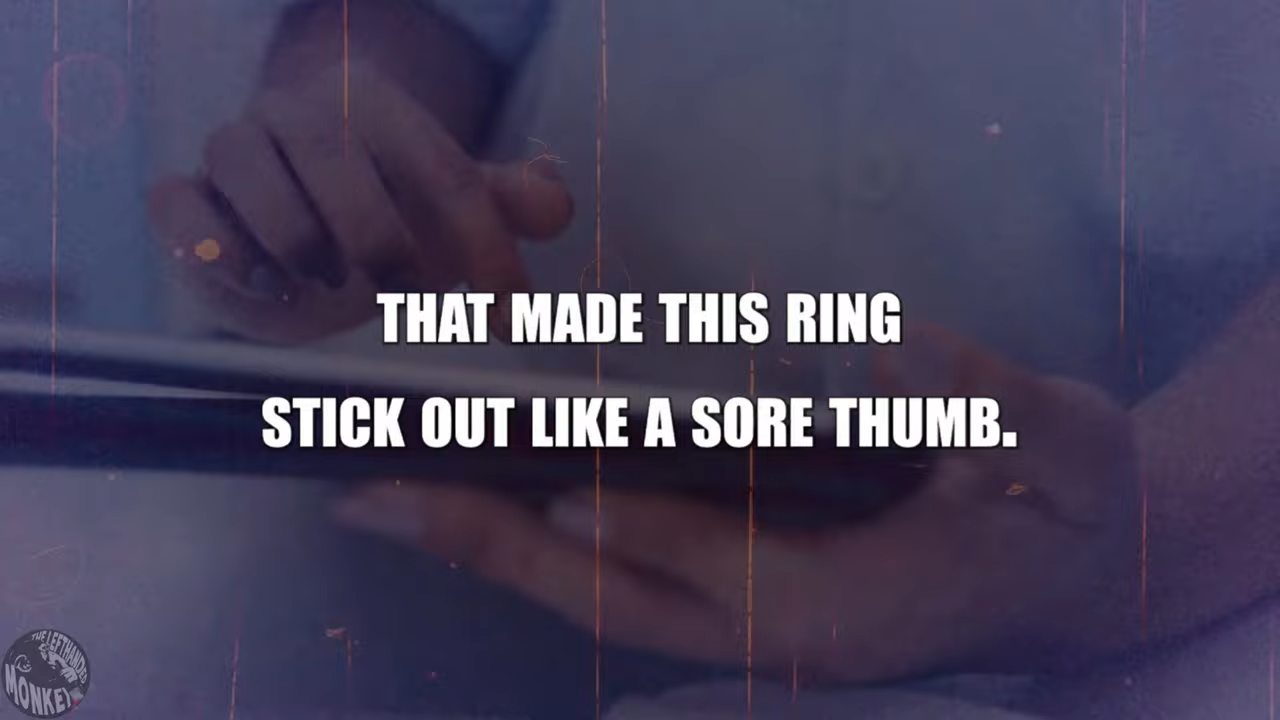 THAT MADE THIS RING
STICK OUT LIKE A SORE THUMB.
THE LEFTHANDED
MONKEY